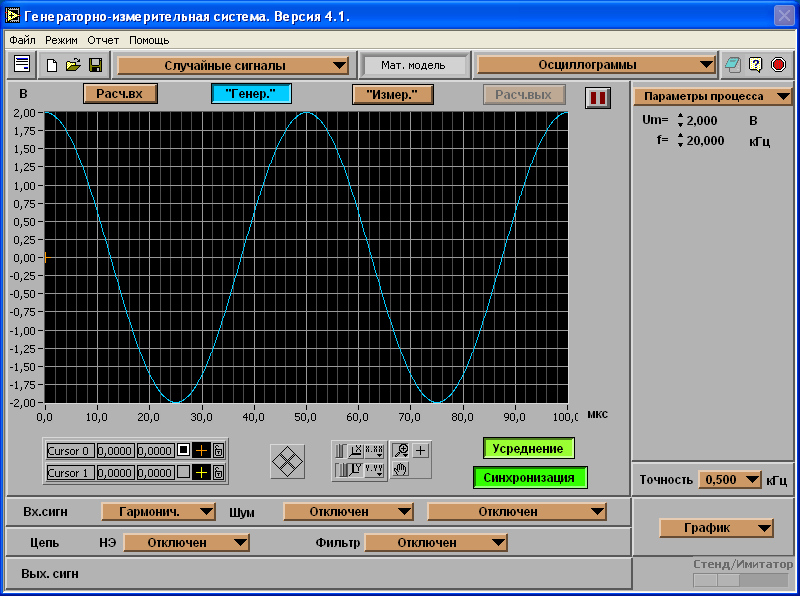 Генераторно-измерительная система. Версия 4.1.
Файл Режим Отчет Помощь
Случайные сигналы Мат. модель Осциллограммы
В Расч.вх "Генер." "Измер." Расч.вых
Параметры процесса
Um= 2,000 В
f= 20,000 кГц
2,00
1,75
1,50
1,25
1,00
0,75
0,50
0,25
0,00
-0,25
-0,50
-0,75
-1,00
-1,25
-1,50
-1,75
-2,00
0,0 10,0 20,0 30,0 40,0 50,0 60,0 70,0 80,0 90,0 100,0 мкс
Cursor 0 0,0000 0,0000
Cursor 1 0,0000 0,0000
X X.XX
Y Y.YY
Усреднение
Синхронизация
Точность 0,500 кГц
Вх.сигн Гармонич. Шум Отключен Отключен
График
Цепь НЭ Отключен Фильтр Отключен
Стенд/Имитатор
Вых. сигн